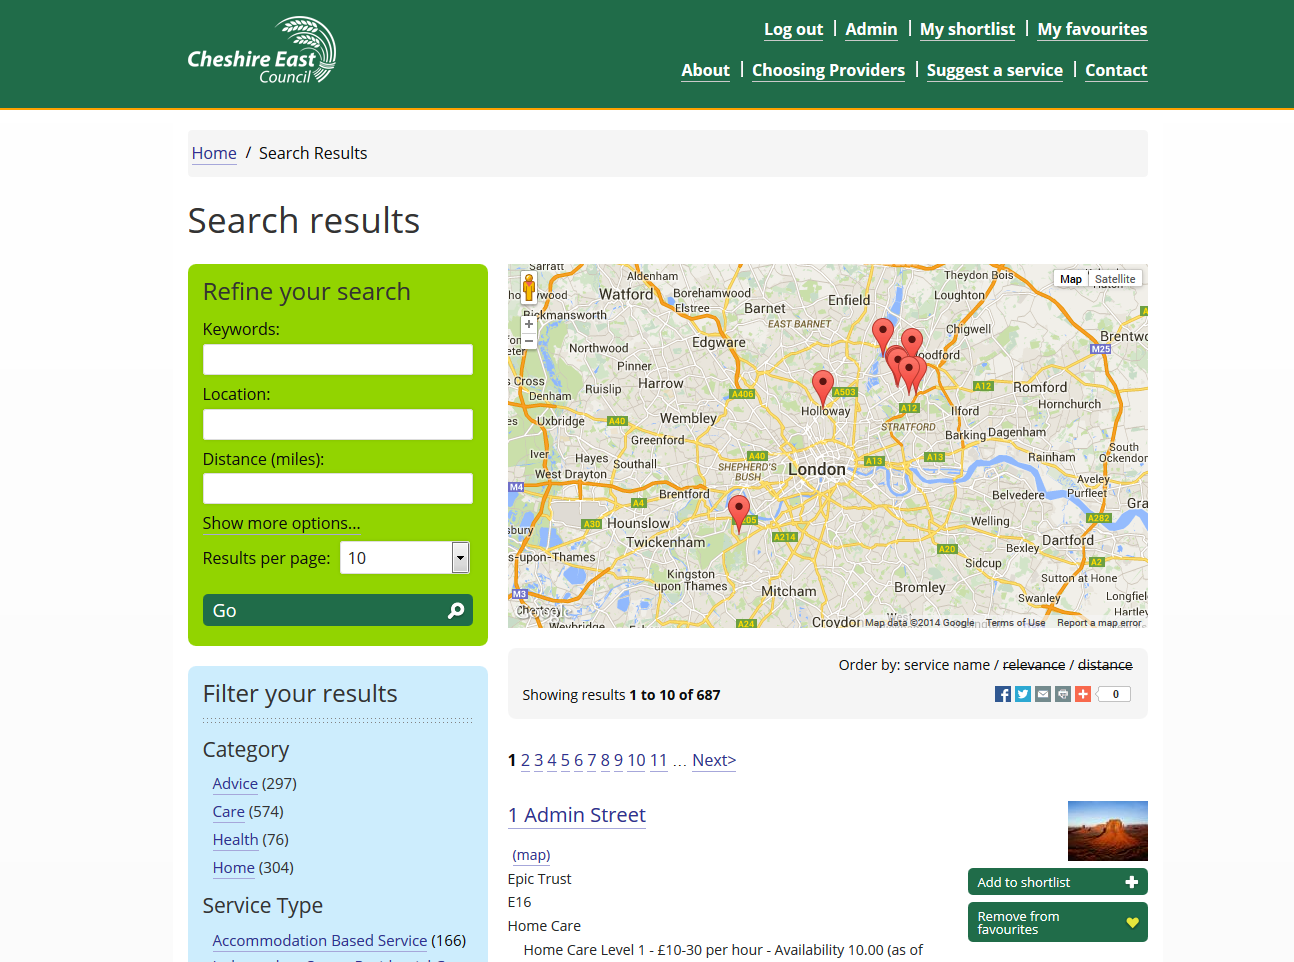 Cheshire East
Council
Log out
Admin
My shortlist
My favourites
About
Choosing Providers
Suggest a service
Contact
Home / Search Results
Search results
Refine your search
Keywords:
Location:
Distance (miles):
Show more options...
Results per page: 10
Go
Filter your results
Category
Advice (297)
Care (574)
Health (76)
Home (304)
Service Type
Accommodation Based Service (166)
Map
Satellite
Sarratt
Aldenham
Theydon Bois
Watford
Borehamwood
Enfield
Loughton
Elstree
Barnet
EAST BARNET
Chigwell
Northwood
Edgware
M25
Pinner
Harrow
Ruislip
Denham
A406
A503
A12
Romford
Hornchurch
Holloway
A12
Ilford
Wembley
Uxbridge
A40
STRATFORD
Barking
Dagenham
Greenford
South
Ockendon
Iver
Hayes
Southall
A40
SHEPHERD'S
BUSH
London
A13
A13
Rainham
West Drayton
Aveley
M4
Brentford
A4
Belvedere
Purfleet
A30
Hounslow
A205
Welling
A282
Twickenham
A214
A20
Bexley
Dartford
Sidcup
A2
Kingston
upon Thames
Sutton at Hone
Mitcham
Bromley
M3
Swanley
Weybridge
A24
Croydon
Map data ©2014 Google
Terms of Use
Report a map error
Order by: service name / relevance / distance
Showing results 1 to 10 of 687
0
1 2 3 4 5 6 7 8 9 10 11 ... Next>
1 Admin Street
(map)
Epic Trust
E16
Home Care
Home Care Level 1 - £10-30 per hour - Availability 10.00 (as of
Add to shortlist
Remove from
favourites